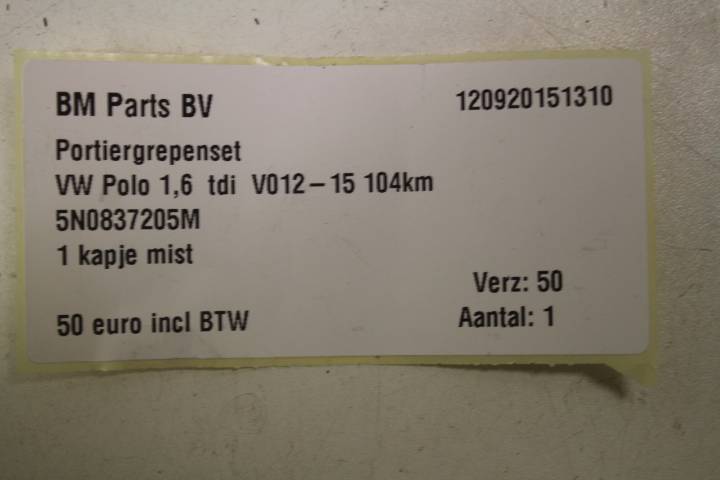 BM Parts BV 120920151310
Portiergrepenset
VW Polo 1,6 tdi V012-15 104km
5N0837205M
1 kapje mist
Verz: 50
50 euro incl BTW Aantal: 1